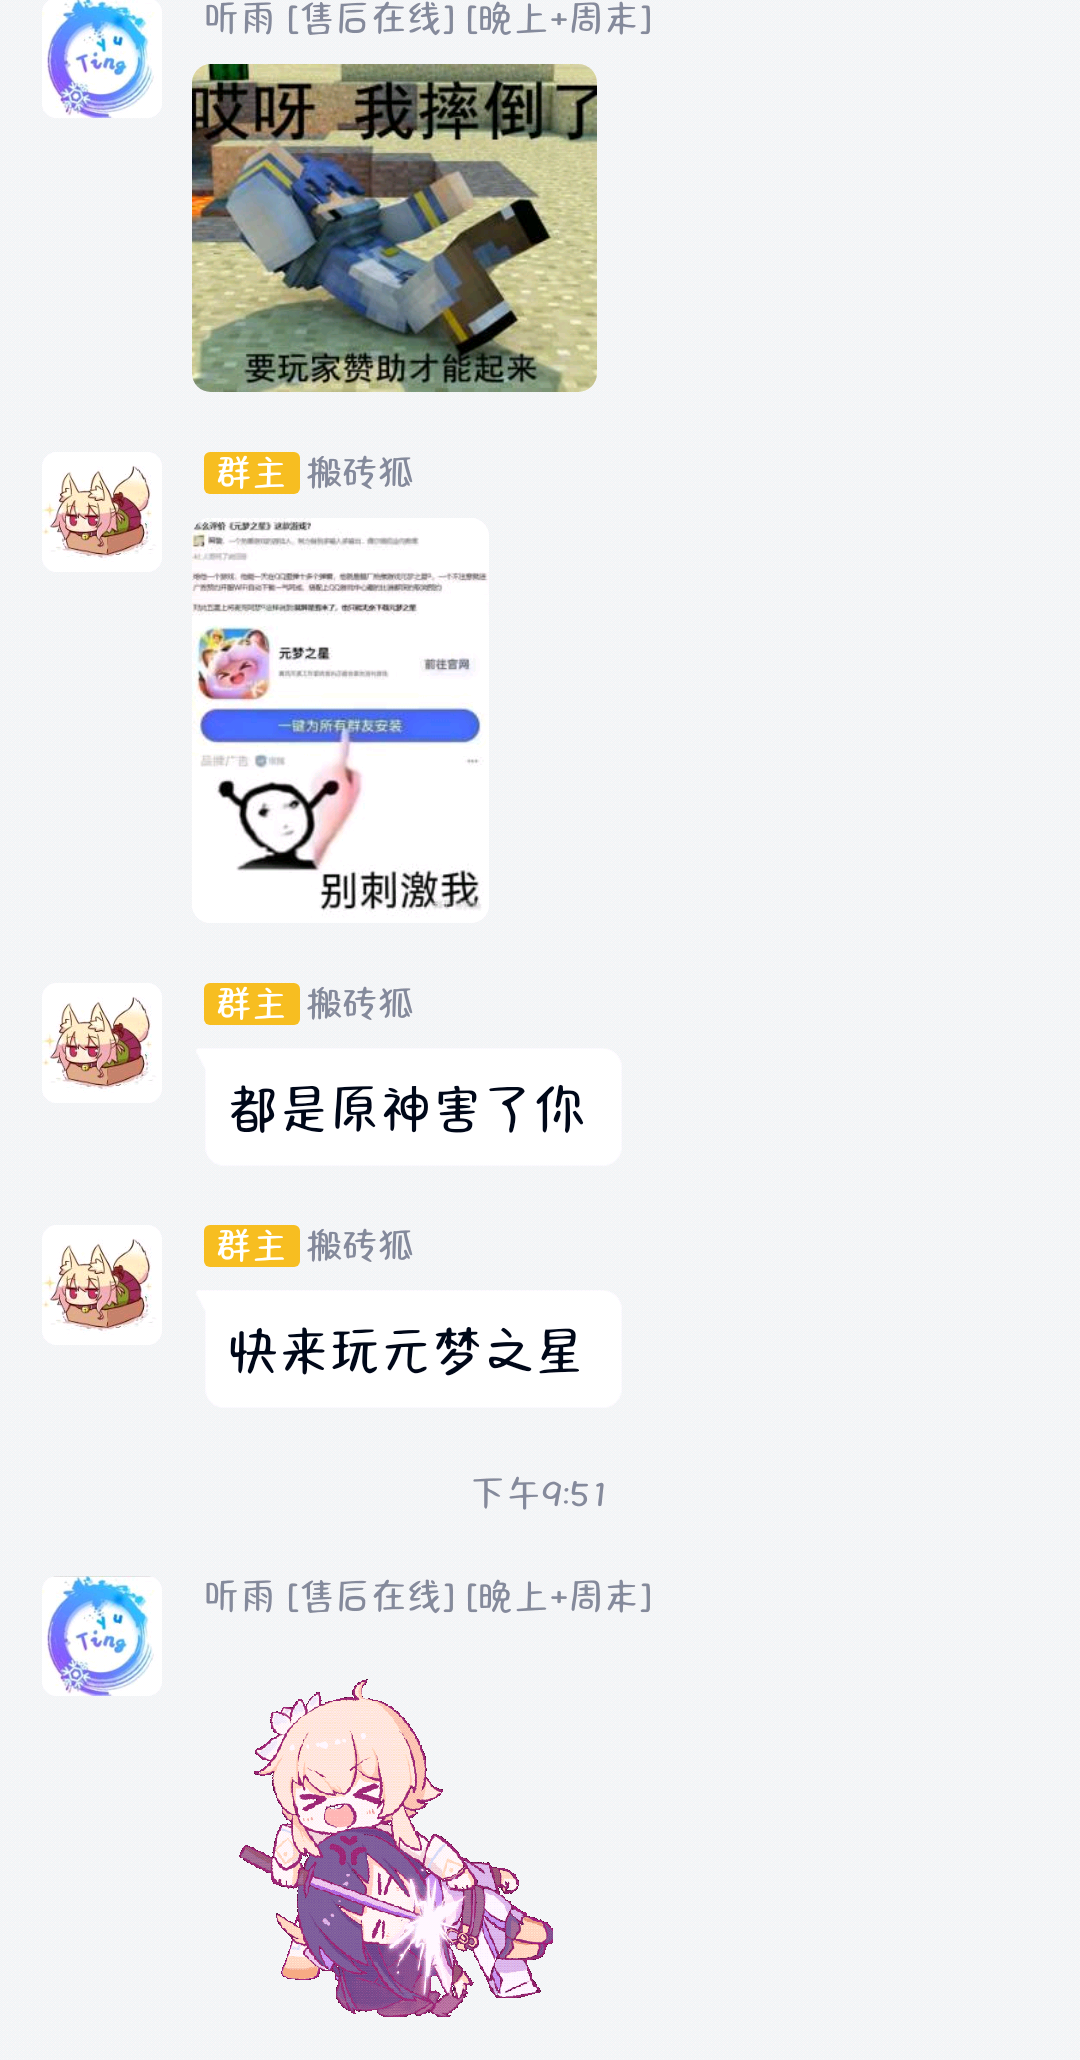 听雨 [售后在线] [晚上+周末]
yu
Ting
哎呀 我摔倒了
要玩家赞助才能起来
群主 搬砖狐
怎么评价《元梦之星》这款游戏?
元梦之星
前往官网
一键为所有群友安装
品牌广告
别刺激我
群主 搬砖狐
都是原神害了你
群主 搬砖狐
快来玩元梦之星
下午9:51
听雨 [售后在线] [晚上+周末]
yu
Ting